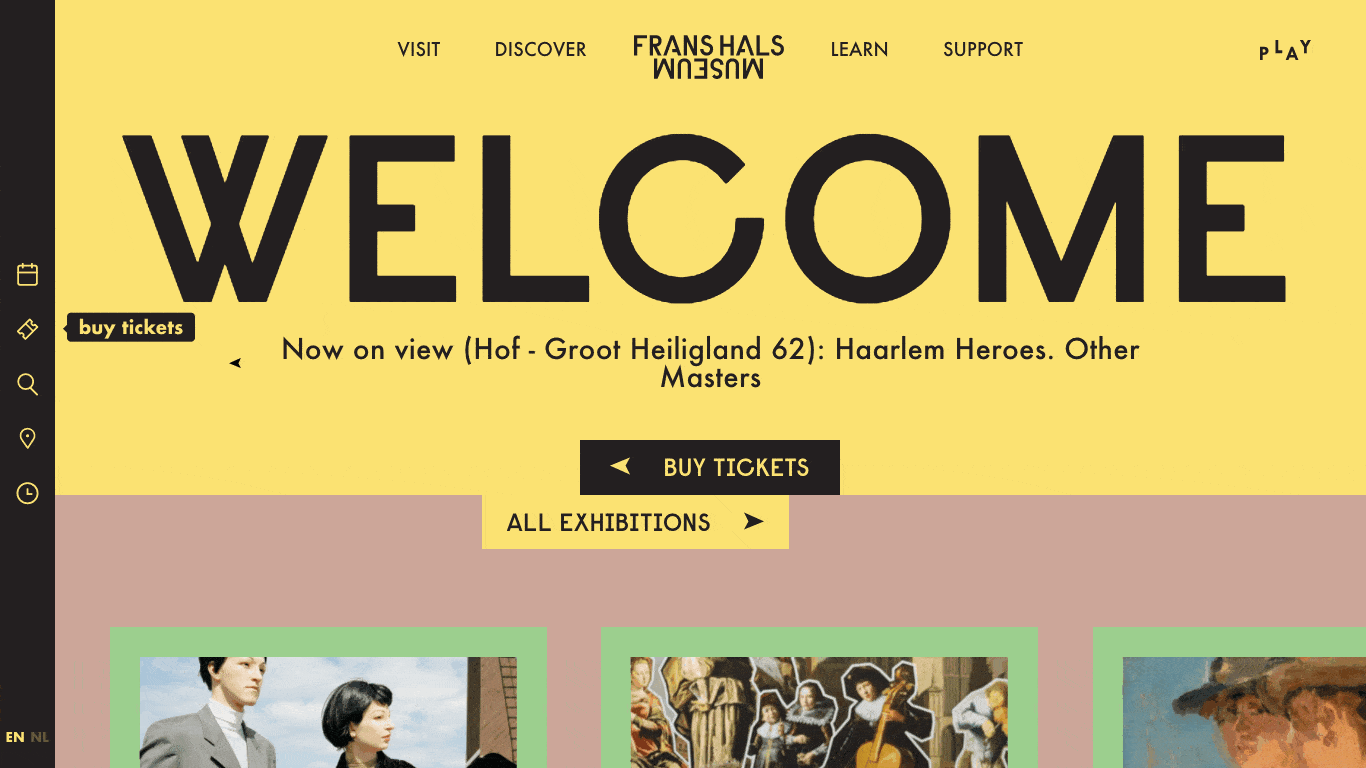 VISIT
DISCOVER
FRANS HALS
MUSEUM
LEARN
SUPPORT
PLAY
WELCOME
buy tickets
Now on view (Hof - Groot Heiligland 62): Haarlem Heroes. Other
Masters
BUY TICKETS
ALL EXHIBITIONS
EN NL